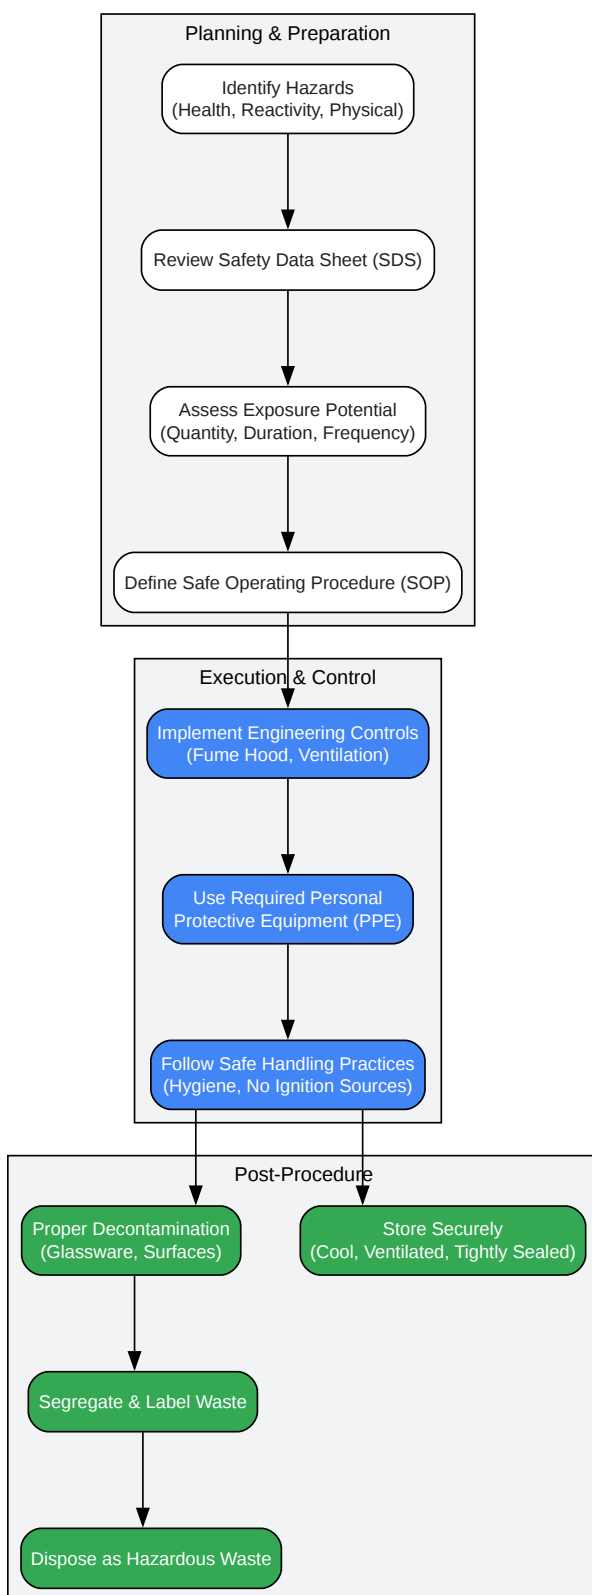 Planning & Preparation
Identify Hazards
(Health, Reactivity, Physical)
Review Safety Data Sheet (SDS)
Assess Exposure Potential
(Quantity, Duration, Frequency)
Define Safe Operating Procedure (SOP)
Execution & Control
Implement Engineering Controls
(Fume Hood, Ventilation)
Use Required Personal
Protective Equipment (PPE)
Follow Safe Handling Practices
(Hygiene, No Ignition Sources)
Post-Procedure
Proper Decontamination
(Glassware, Surfaces)
Store Securely
(Cool, Ventilated, Tightly Sealed)
Segregate & Label Waste
Dispose as Hazardous Waste